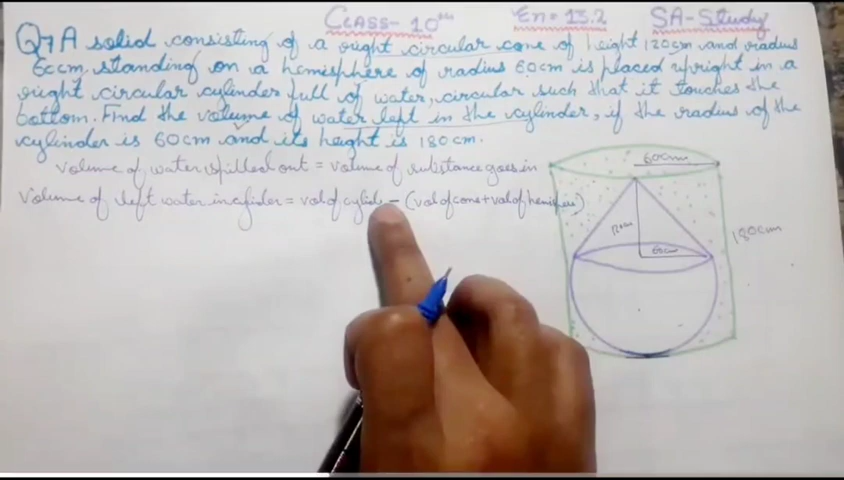 CLASS- 10th Ex= 13.2 SA-Study
Q7 A solid consisting of a right circular cone of height 120cm and radius
60cm standing on a hemisphere of radius 60cm is placed upright in a
right circular cylinder full of water, circular such that it touches the
bottom. Find the volume of water left in the cylinder, if the radius of the
cylinder is 60cm and its height is 180cm.
volume of water spilled out = volume of substance goes in
Volume of left water in = vol of - (vol of cone + vol of hemisphere)
60cm
120cm
60cm
180cm